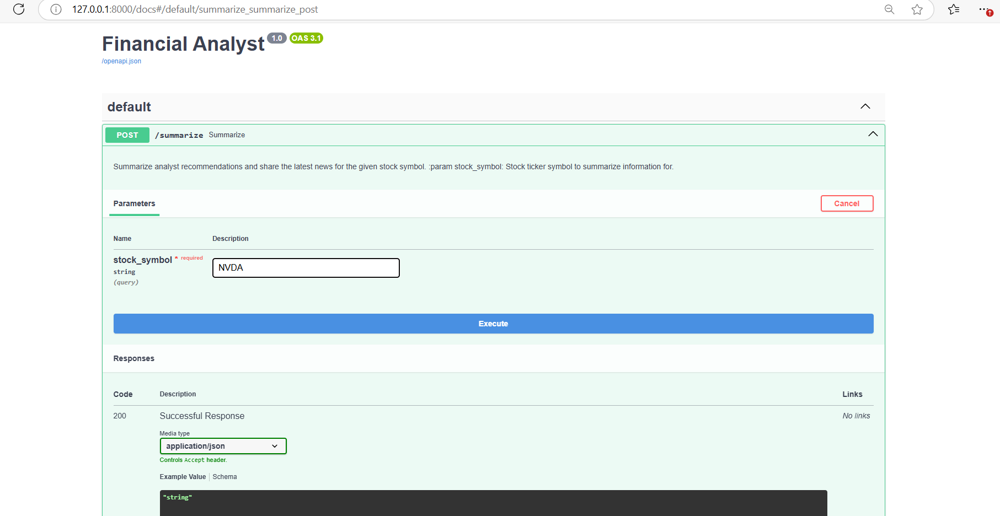 127.0.0.1:8000/docs#/default/summarize_summarize_post
Financial Analyst 1.0 OAS 3.1
/openapi.json
default
POST /summarize Summarize
Summarize analyst recommendations and share the latest news for the given stock symbol. :param stock_symbol: Stock ticker symbol to summarize information for.
Parameters
Cancel
Name Description
stock_symbol * required
string
(query)
NVDA
Execute
Responses
Code Description Links
200 Successful Response No links
Media type
application/json
Controls Accept header.
Example Value Schema
"string"